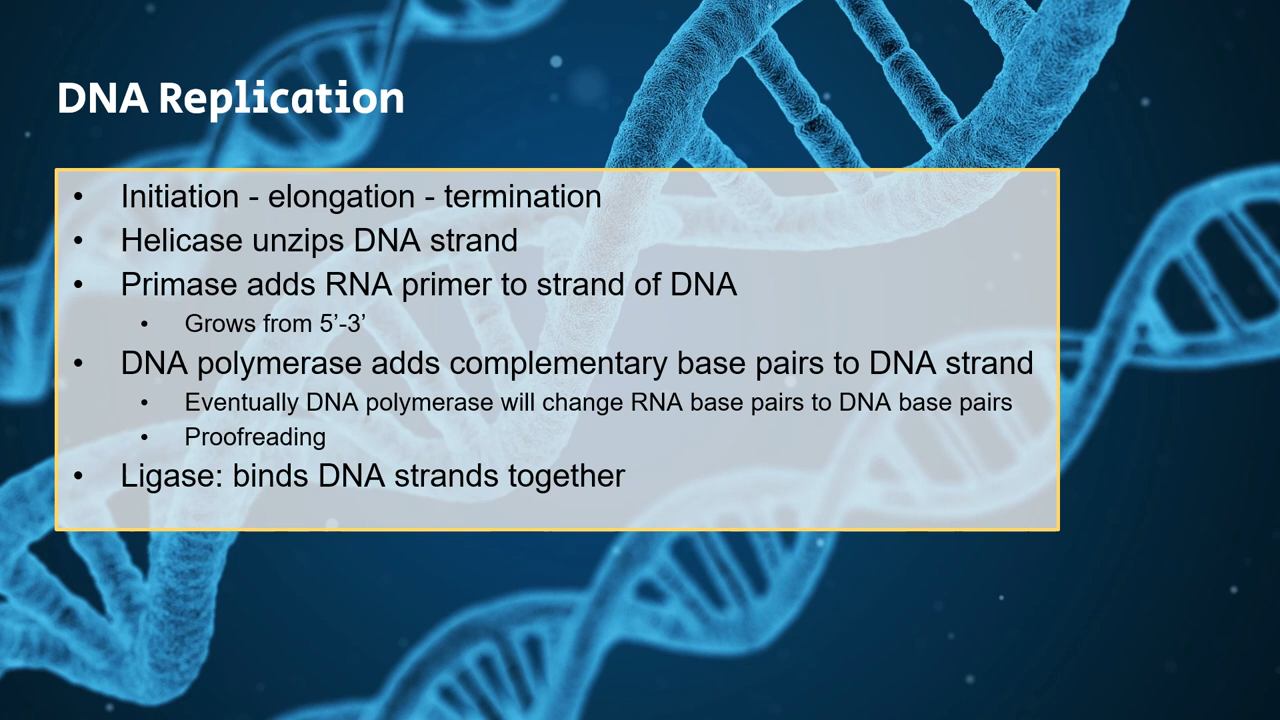 DNA Replication
• Initiation - elongation - termination
• Helicase unzips DNA strand
• Primase adds RNA primer to strand of DNA
• Grows from 5’-3’
• DNA polymerase adds complementary base pairs to DNA strand
• Eventually DNA polymerase will change RNA base pairs to DNA base pairs
• Proofreading
• Ligase: binds DNA strands together